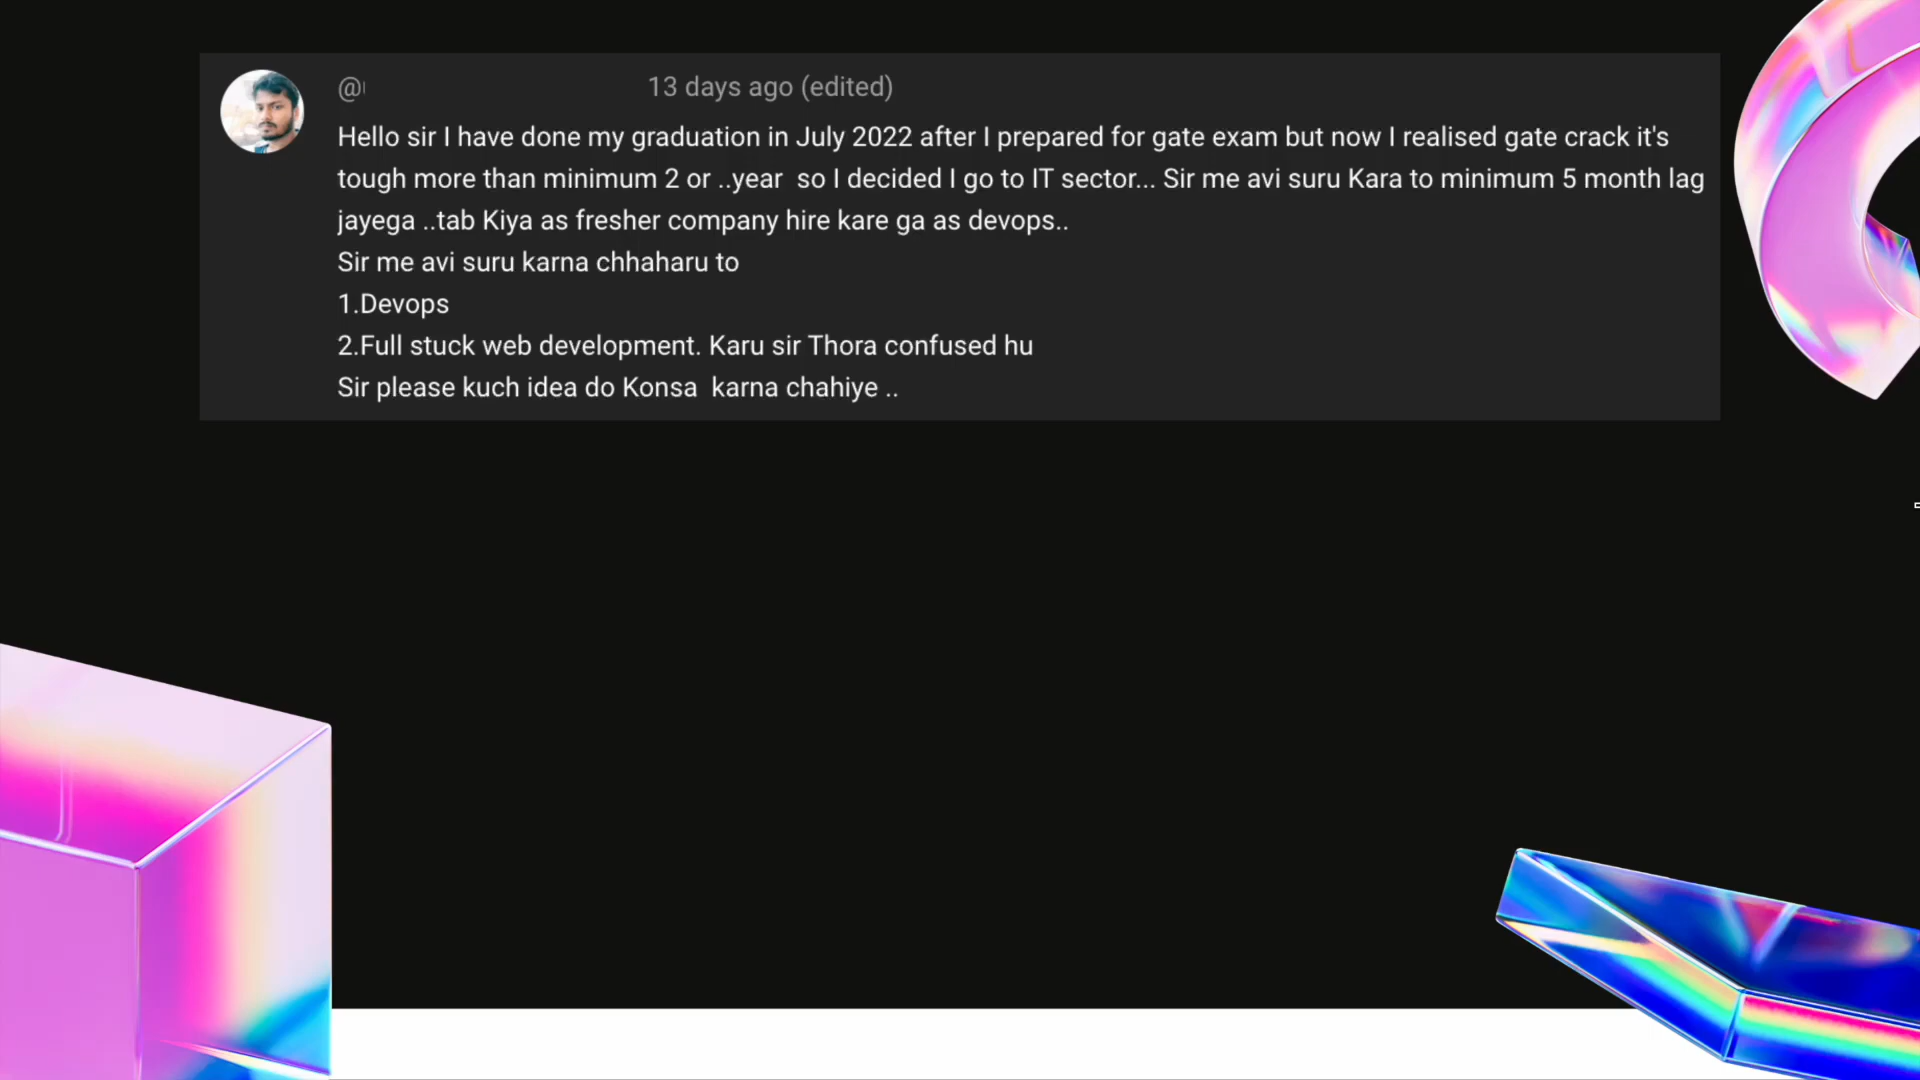 @
13 days ago (edited)
Hello sir I have done my graduation in July 2022 after I prepared for gate exam but now I realised gate crack it's
tough more than minimum 2 or ..year  so I decided I go to IT sector... Sir me avi suru Kara to minimum 5 month lag
jayega ..tab Kiya as fresher company hire kare ga as devops..
Sir me avi suru karna chhaharu to
1.Devops
2.Full stuck web development. Karu sir Thora confused hu
Sir please kuch idea do Konsa  karna chahiye ..